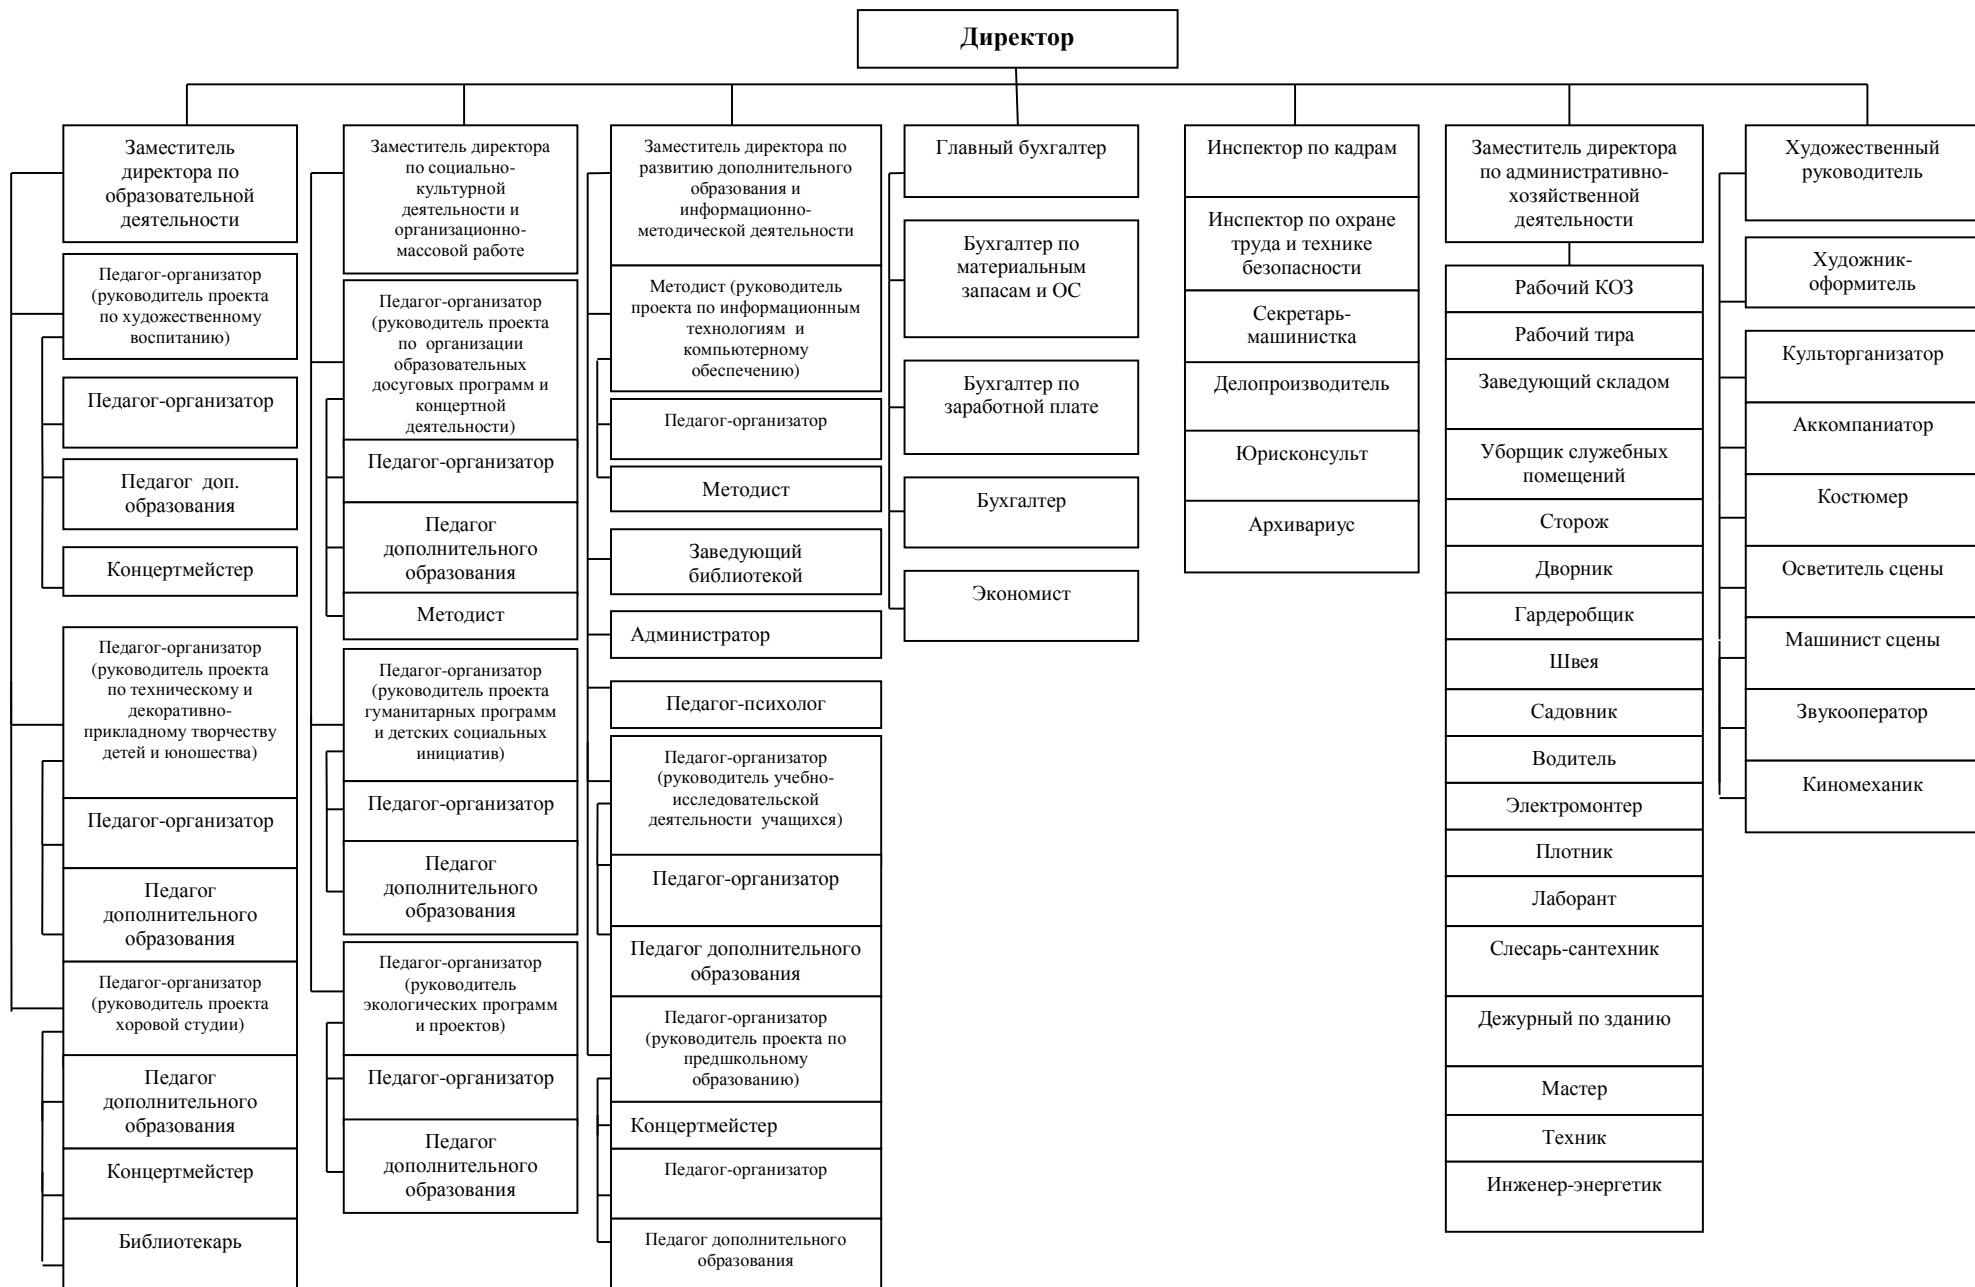 Директор
Заместитель
директора по
образовательной
деятельности
Педагог-организатор
(руководитель проекта
по художественному
воспитанию)
Педагог-организатор
Педагог доп.
образования
Концертмейстер
Педагог-организатор
(руководитель проекта
по техническому и
декоративно-
прикладному творчеству
детей и юношества)
Педагог-организатор
Педагог
дополнительного
образования
Педагог-организатор
(руководитель проекта
хоровой студии)
Педагог
дополнительного
образования
Концертмейстер
Библиотекарь
Заместитель директора
по социально-
культурной
деятельности и
организационно-
массовой работе
Педагог-организатор
(руководитель проекта
по организации
образовательных
досуговых программ и
концертной
деятельности)
Педагог-организатор
Педагог
дополнительного
образования
Методист
Педагог-организатор
(руководитель проекта
гуманитарных программ
и детских социальных
инициатив)
Педагог-организатор
Педагог
дополнительного
образования
Педагог-организатор
(руководитель
экологических программ
и проектов)
Педагог-организатор
Педагог
дополнительного
образования
Заместитель директора по
развитию дополнительного
образования и
информационно-
методической деятельности
Методист (руководитель
проекта по информационным
технологиям и
компьютерному
обеспечению)
Педагог-организатор
Методист
Заведующий
библиотекой
Администратор
Педагог-психолог
Педагог-организатор
(руководитель учебно-
исследовательской
деятельности учащихся)
Педагог-организатор
Педагог дополнительного
образования
Педагог-организатор
(руководитель проекта по
предшкольному
образованию)
Концертмейстер
Педагог-организатор
Педагог дополнительного
образования
Главный бухгалтер
Бухгалтер по
материальным
запасам и ОС
Бухгалтер по
заработной плате
Бухгалтер
Экономист
Инспектор по кадрам
Инспектор по охране
труда и технике
безопасности
Секретарь-
машинистка
Делопроизводитель
Юрисконсульт
Архивариус
Заместитель директора
по административно-
хозяйственной
деятельности
Рабочий КОЗ
Рабочий тира
Заведующий складом
Уборщик служебных
помещений
Сторож
Дворник
Гардеробщик
Швея
Садовник
Водитель
Электромонтер
Плотник
Лаборант
Слесарь-сантехник
Дежурный по зданию
Мастер
Техник
Инженер-энергетик
Художественный
руководитель
Художник-
оформитель
Культорганизатор
Аккомпаниатор
Костюмер
Осветитель сцены
Машинист сцены
Звукооператор
Киномеханик